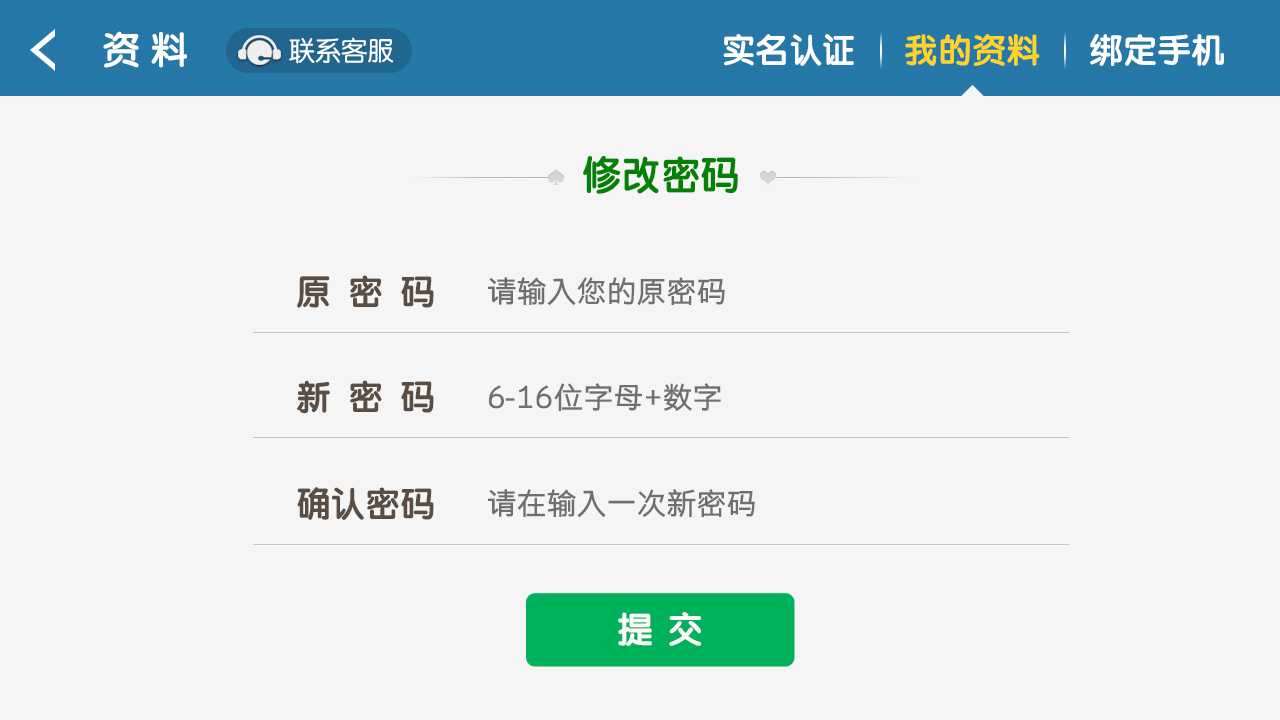 资 料 联系客服 实名认证 我的资料 绑定手机
修改密码
原 密 码 请输入您的原密码
新 密 码 6-16位字母+数字
确认密码 请在输入一次新密码
提 交